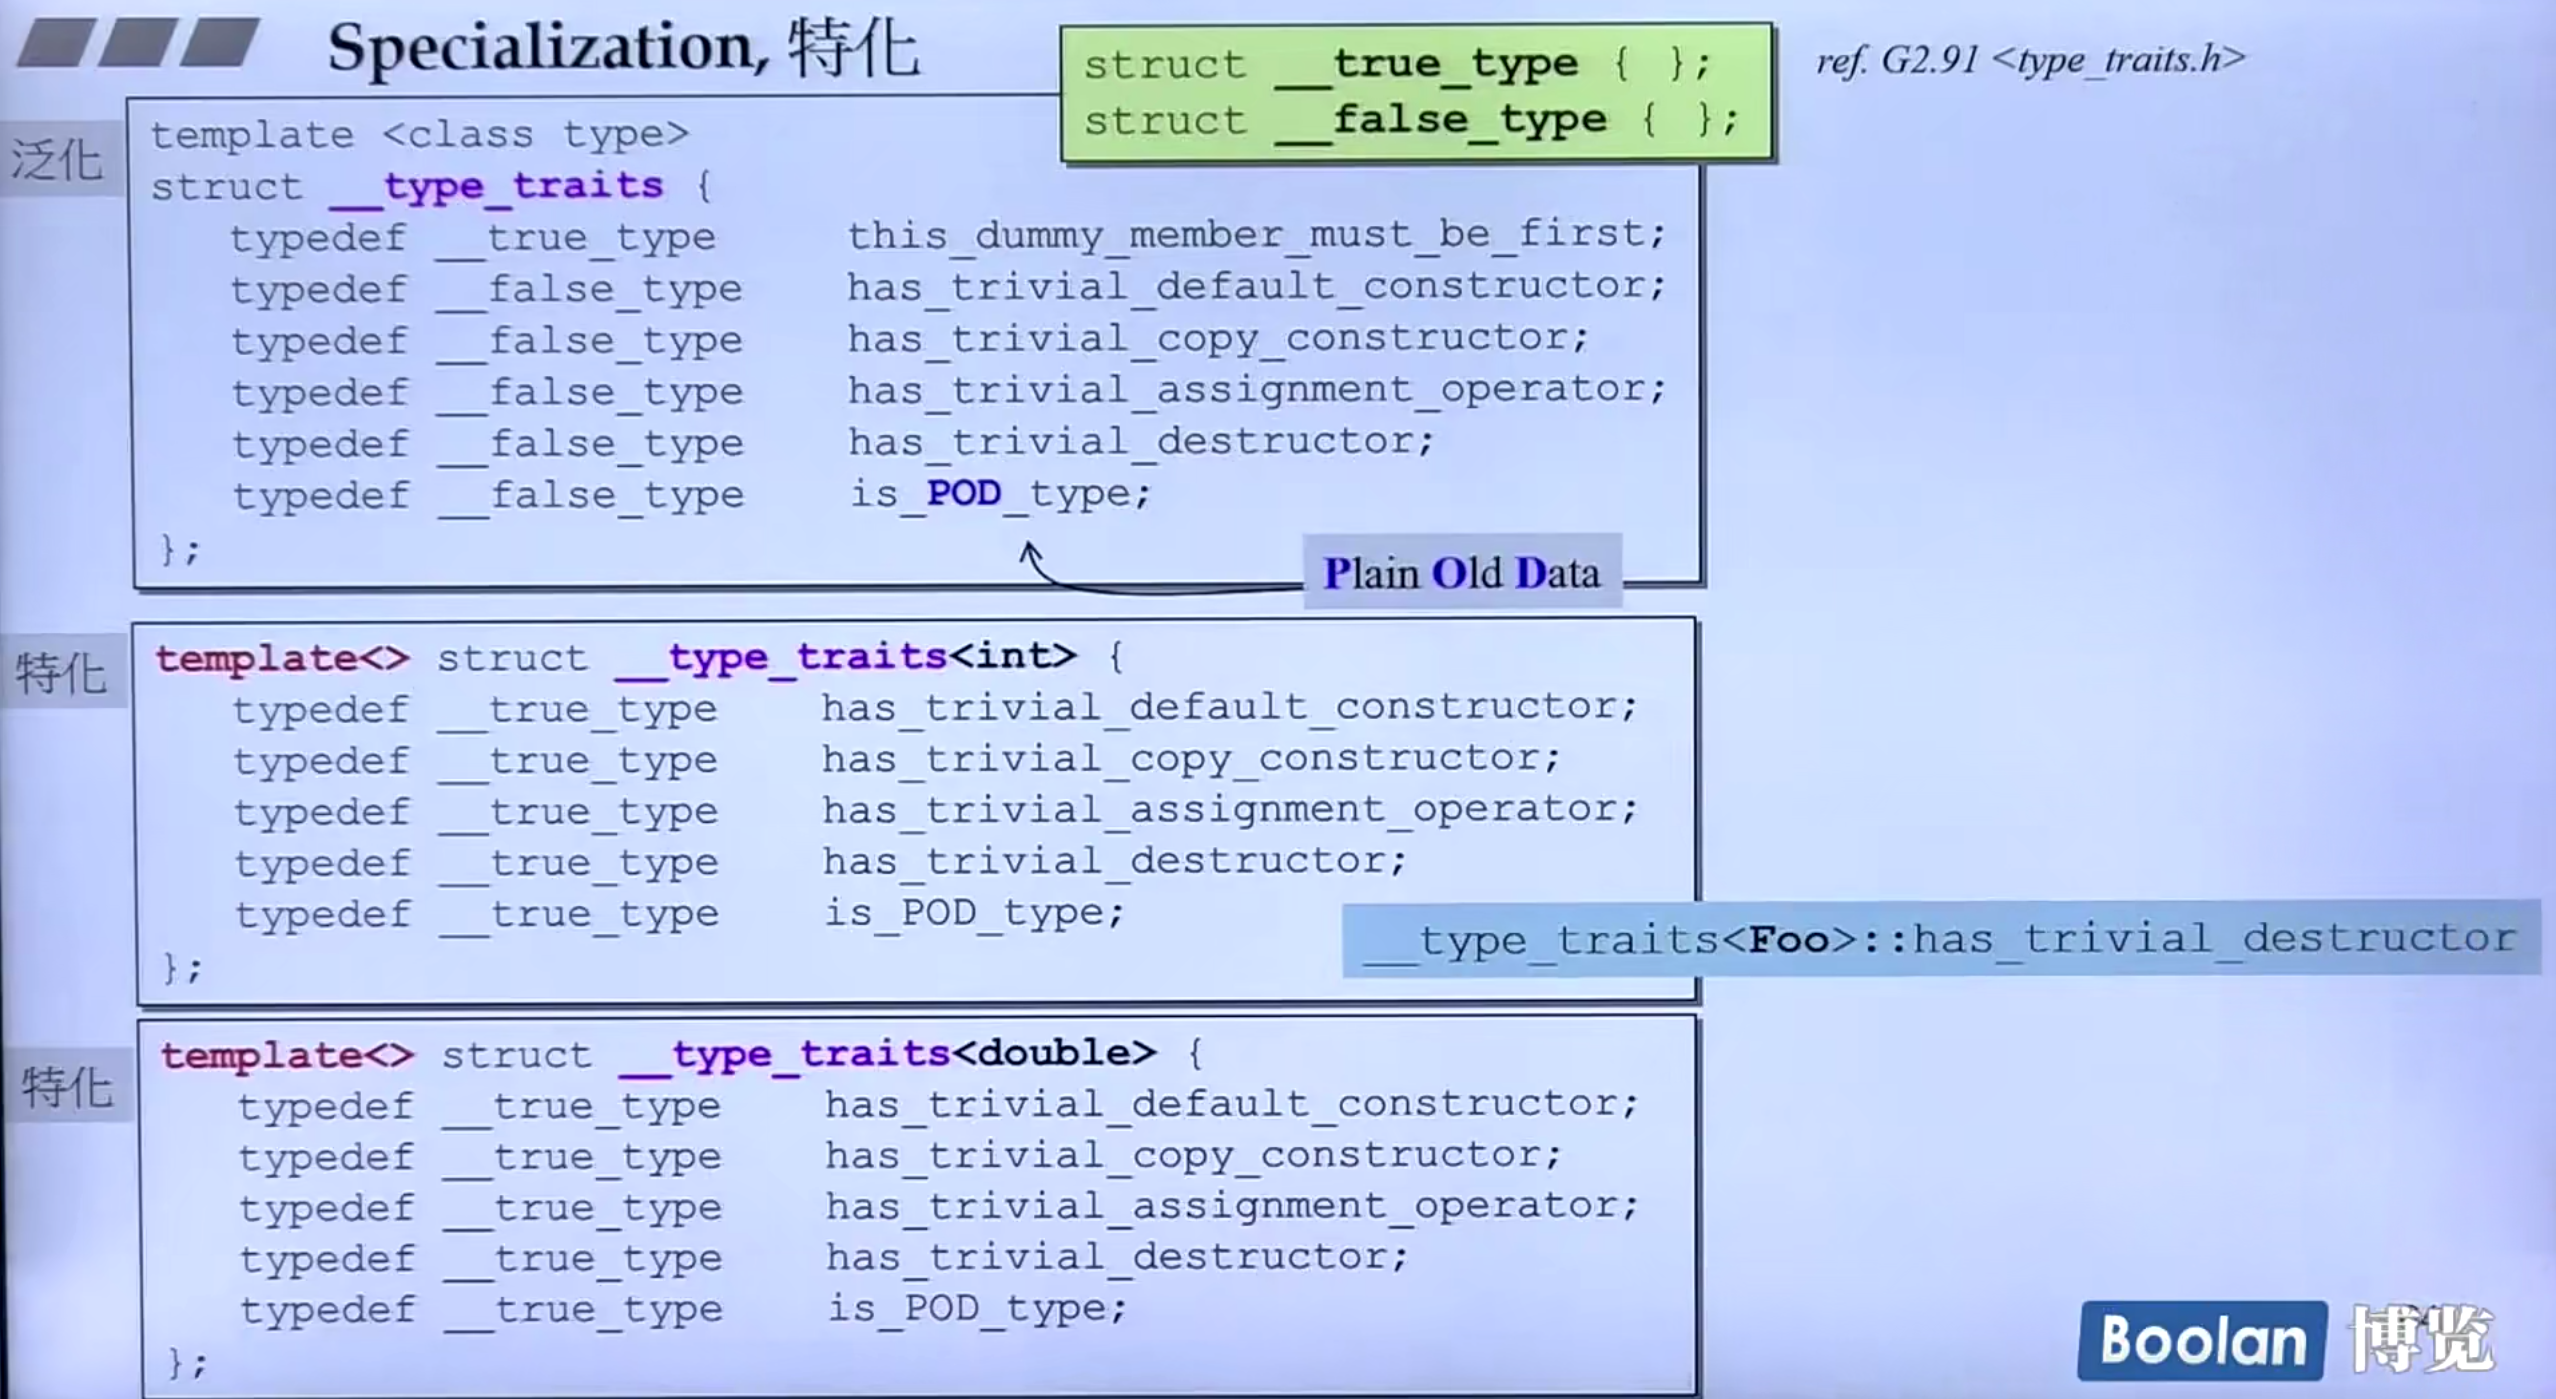 Specialization, 特化
struct __true_type { };
struct __false_type { };
ref. G2.91 <type_traits.h>
泛化
template <class type>
struct __type_traits {
typedef __true_type this_dummy_member_must_be_first;
typedef __false_type has_trivial_default_constructor;
typedef __false_type has_trivial_copy_constructor;
typedef __false_type has_trivial_assignment_operator;
typedef __false_type has_trivial_destructor;
typedef __false_type is_POD_type;
};
Plain Old Data
特化
template<> struct __type_traits<int> {
typedef __true_type has_trivial_default_constructor;
typedef __true_type has_trivial_copy_constructor;
typedef __true_type has_trivial_assignment_operator;
typedef __true_type has_trivial_destructor;
typedef __true_type is_POD_type;
};
__type_traits<Foo>::has_trivial_destructor
特化
template<> struct __type_traits<double> {
typedef __true_type has_trivial_default_constructor;
typedef __true_type has_trivial_copy_constructor;
typedef __true_type has_trivial_assignment_operator;
typedef __true_type has_trivial_destructor;
typedef __true_type is_POD_type;
};
Boolan 博览